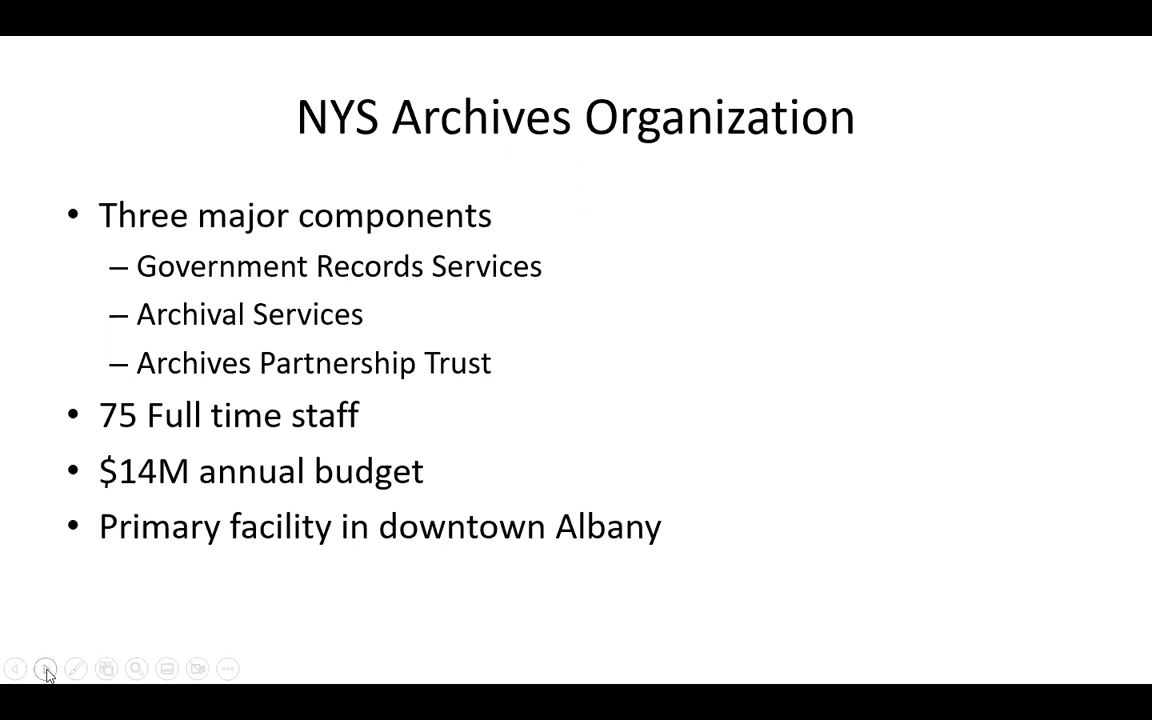 NYS Archives Organization
• Three major components
– Government Records Services
– Archival Services
– Archives Partnership Trust
• 75 Full time staff
• $14M annual budget
• Primary facility in downtown Albany